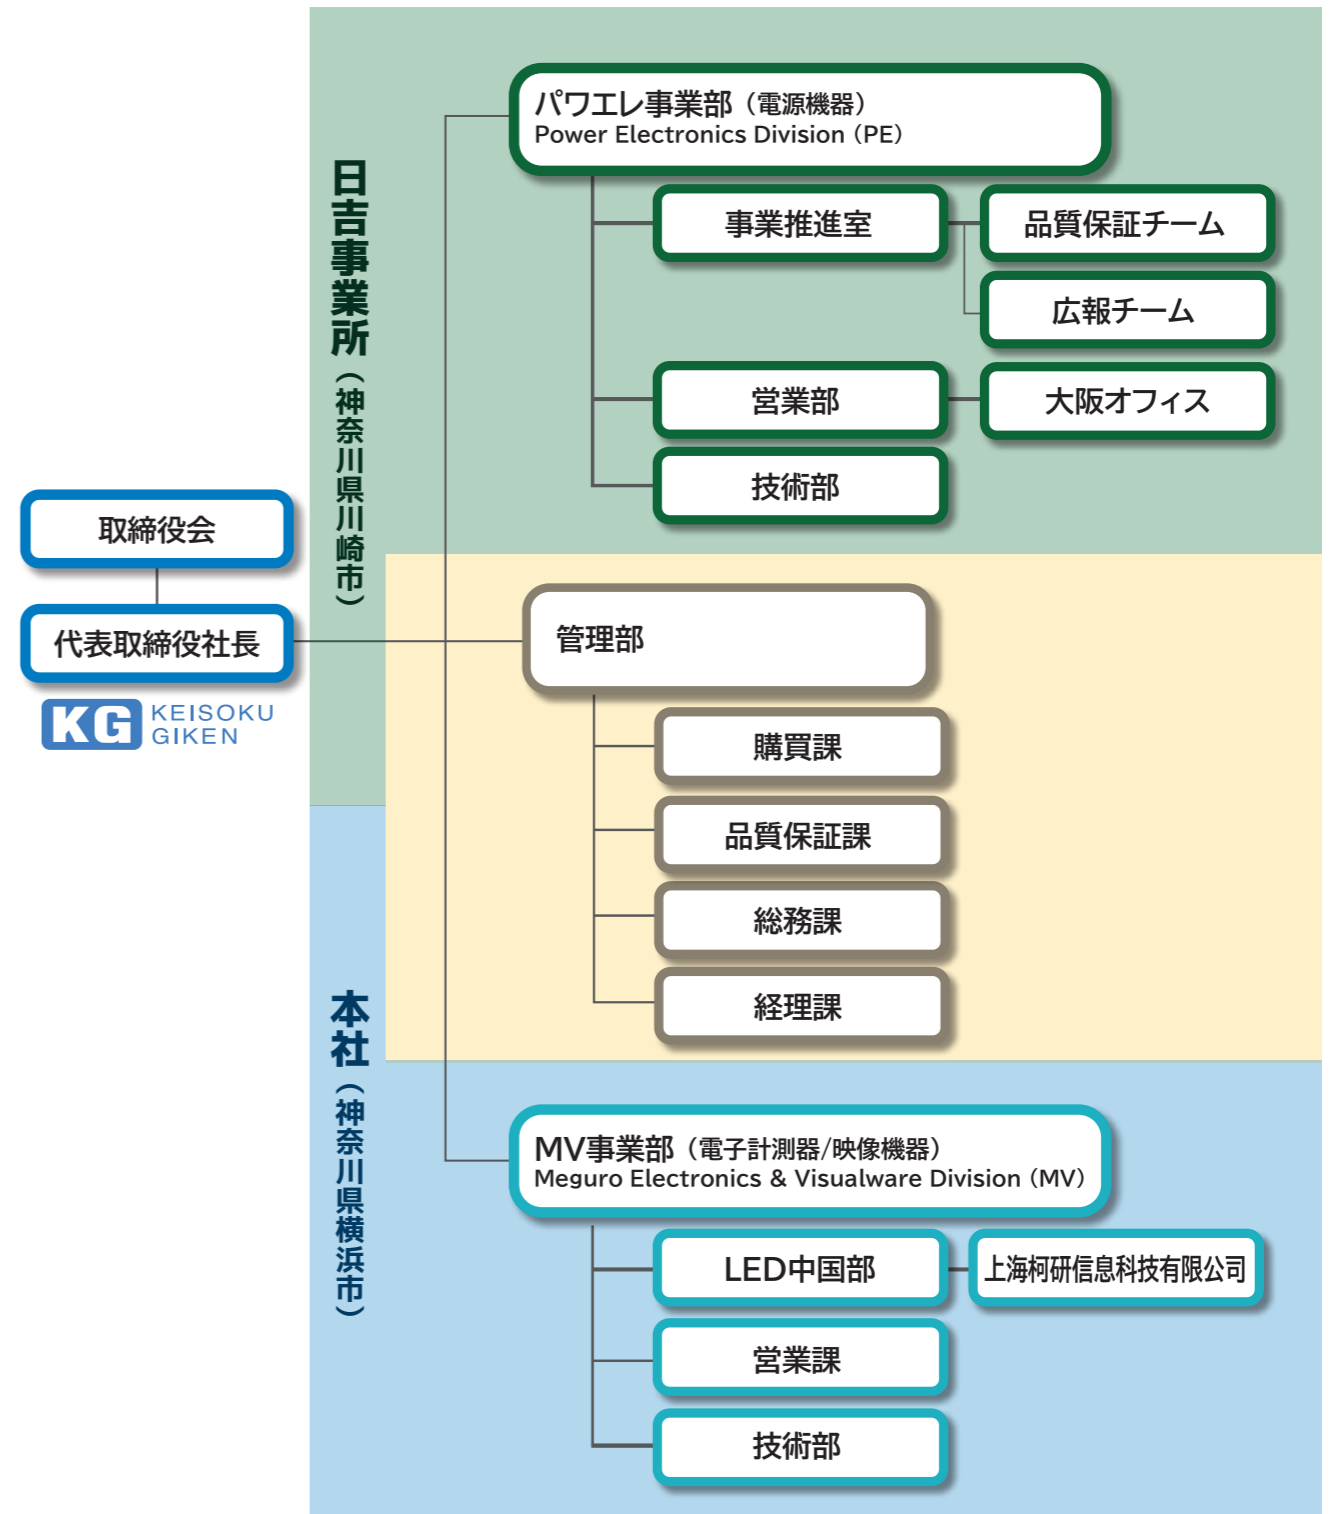 日吉事業所（神奈川県川崎市）
パワエレ事業部（電源機器）
Power Electronics Division（PE）
事業推進室
品質保証チーム
広報チーム
営業部
大阪オフィス
技術部
取締役会
代表取締役社長
KG KEISOKU
GIKEN
管理部
購買課
品質保証課
総務課
経理課
本社（神奈川県横浜市）
MV事業部（電子計測器/映像機器）
Meguro Electronics & Visualware Division（MV）
LED中国部
上海柯研信息科技有限公司
営業課
技術部